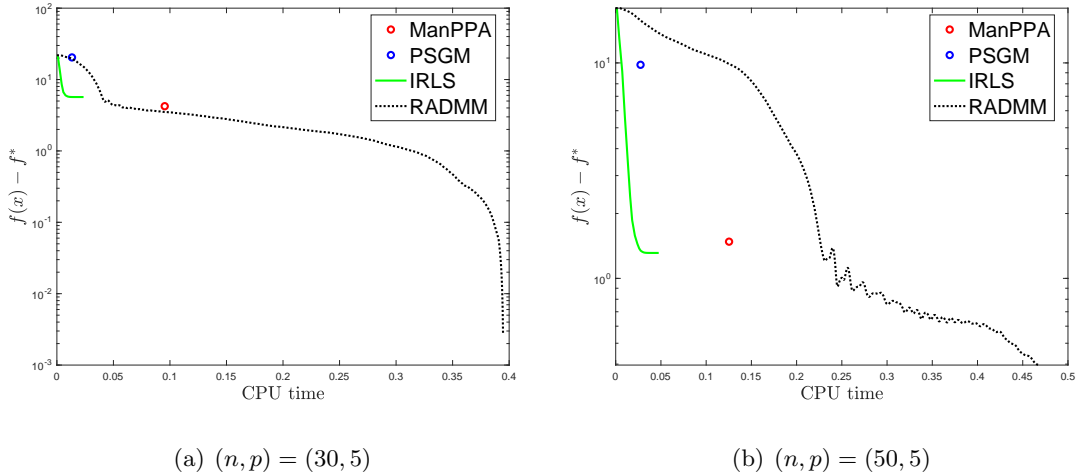 10^2
10^1
10^0
10^-1
10^-2
10^-3
f(x) − f*
0
0.05
0.1
0.15
0.2
0.25
0.3
0.35
0.4
CPU time
ManPPA
PSGM
IRLS
RADMM
(a) (n, p) = (30, 5)
10^1
10^0
f(x) − f*
0
0.05
0.1
0.15
0.2
0.25
0.3
0.35
0.4
0.45
0.5
CPU time
ManPPA
PSGM
IRLS
RADMM
(b) (n, p) = (50, 5)